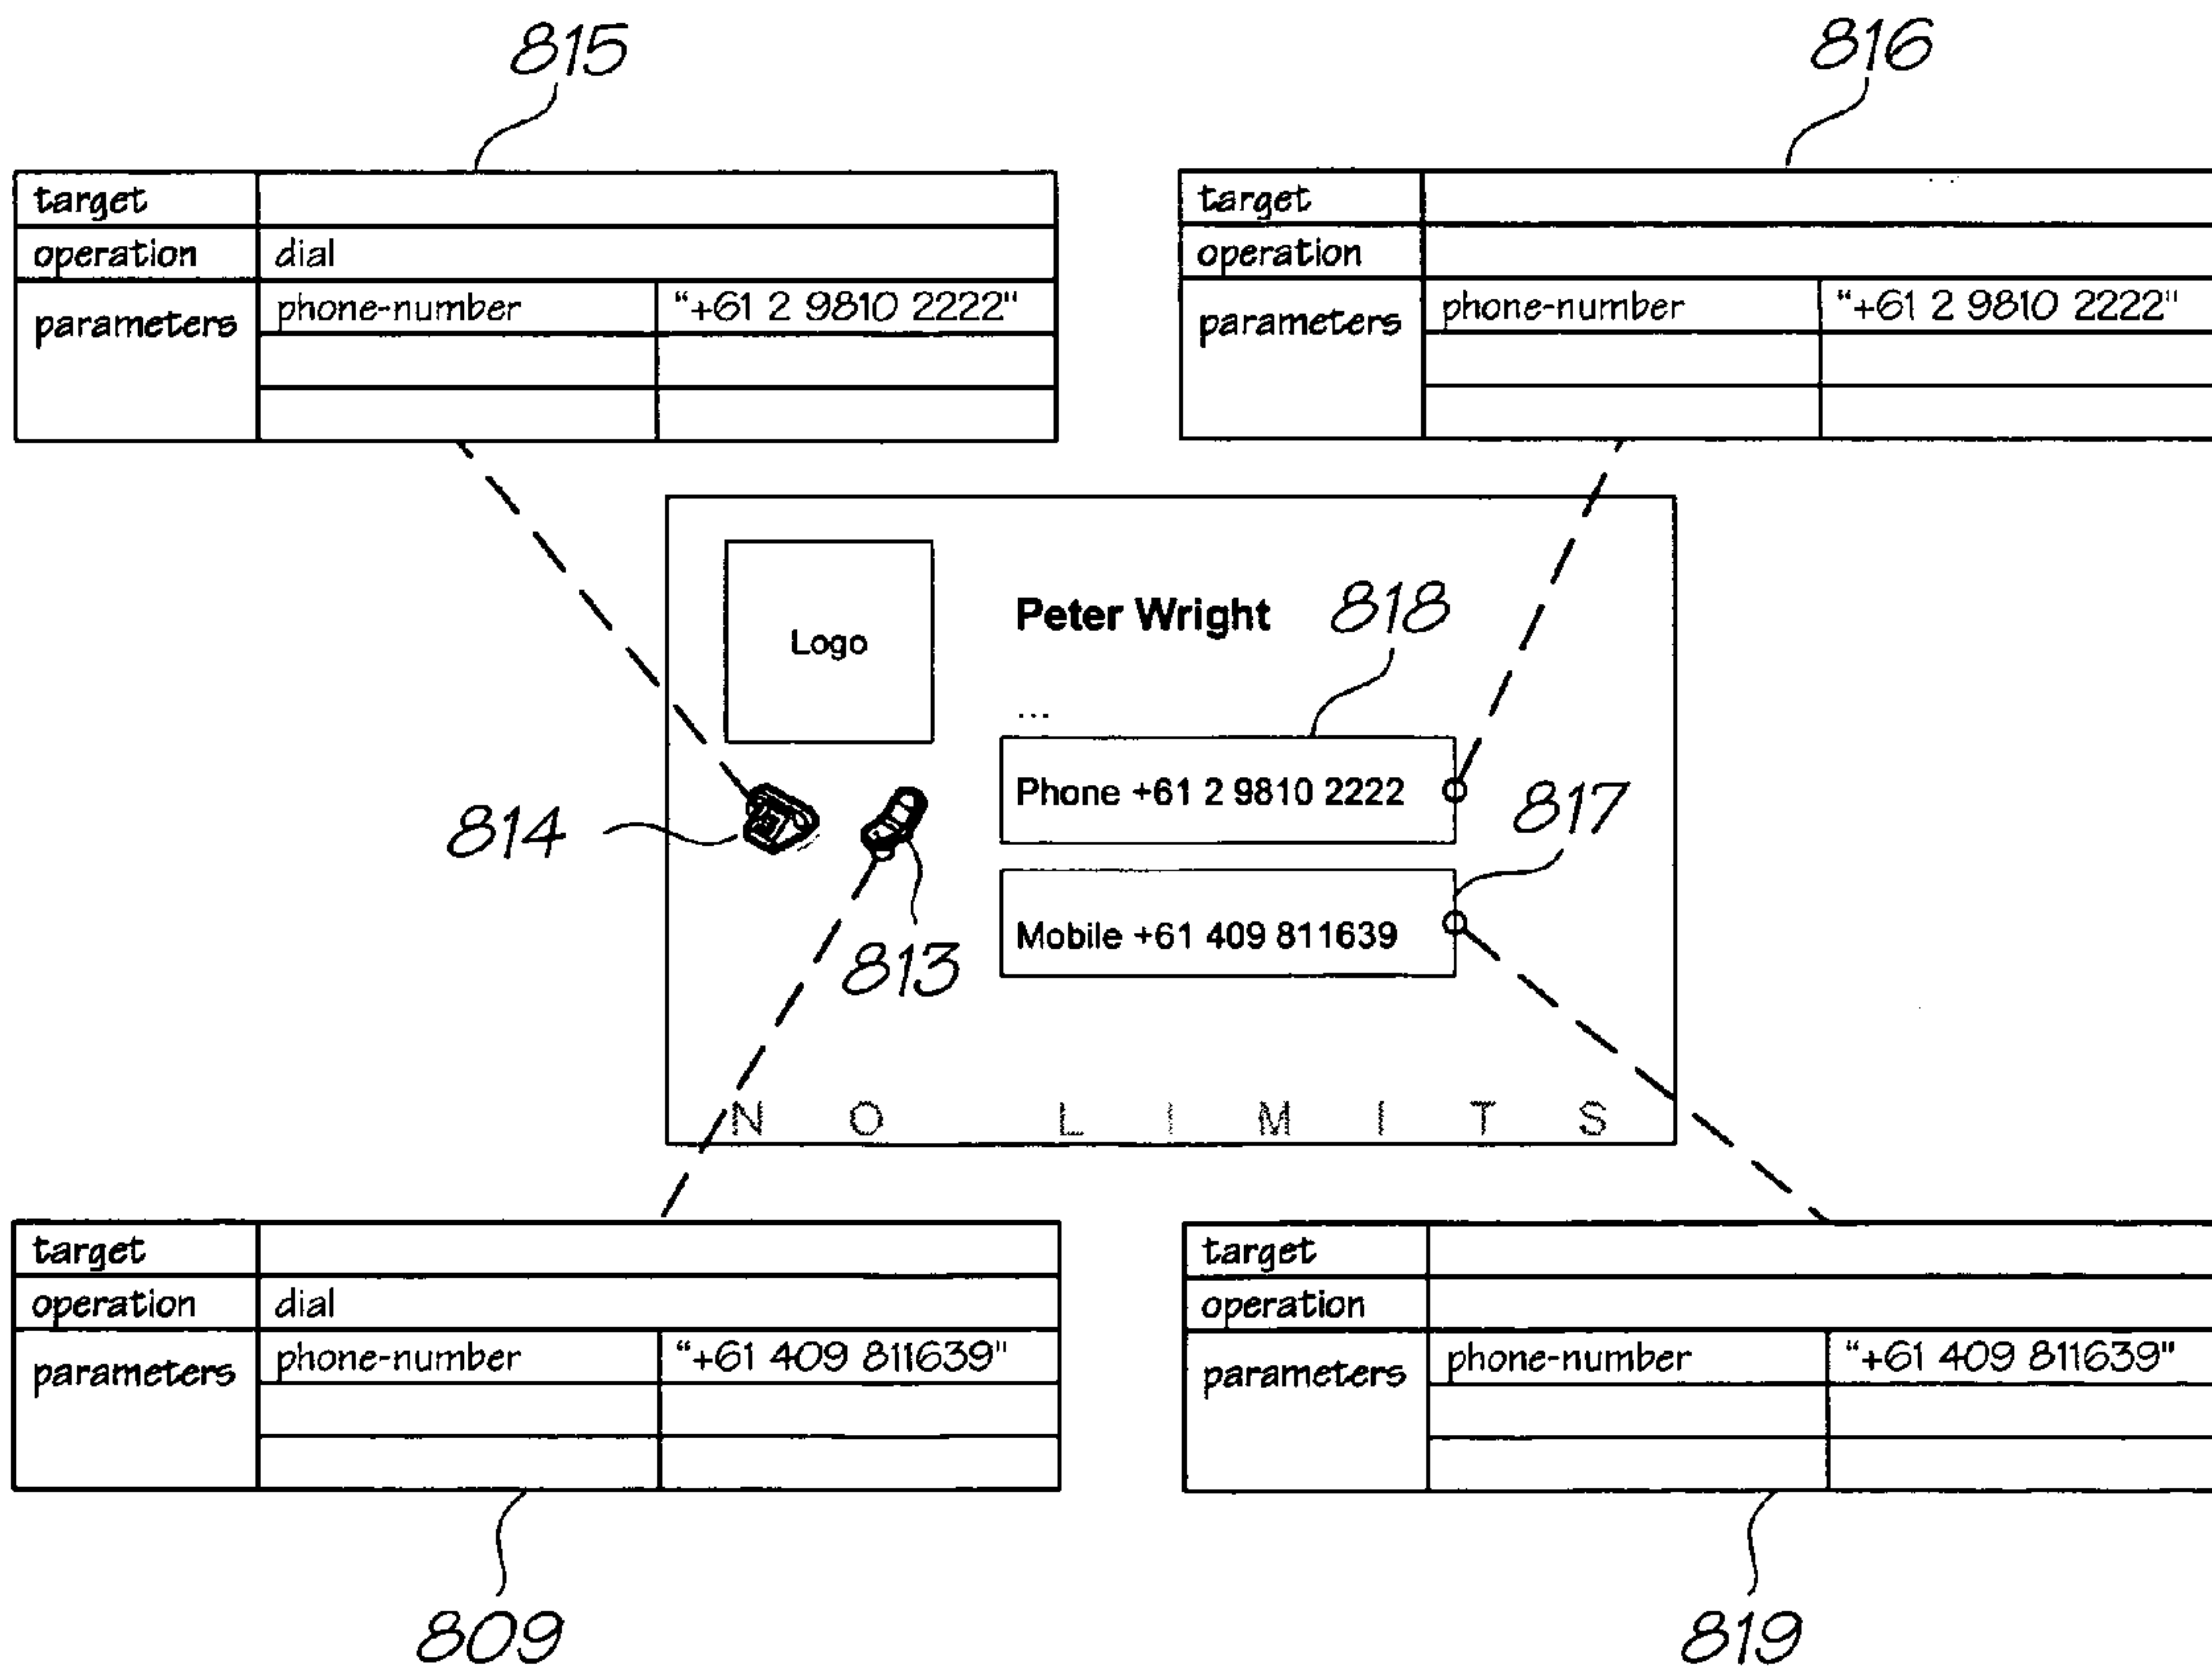 815 816
target target
operation dial operation
parameters phone-number "+61 2 9810 2222" parameters phone-number "+61 2 9810 2222"
Logo
Peter Wright 818
...
Phone +61 2 9810 2222
814 817
Mobile +61 409 811639
813
NO LIMITS
target target
operation dial operation
parameters phone-number "+61 409 811639" parameters phone-number "+61 409 811639"
809 819